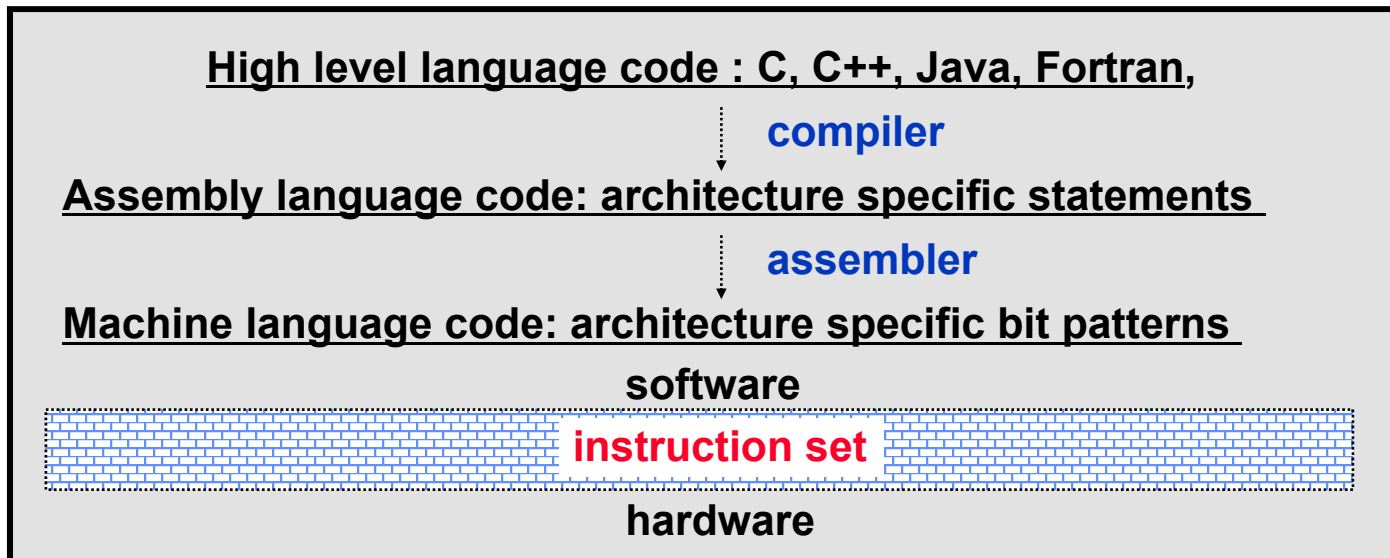 High level language code : C, C++, Java, Fortran,
compiler
Assembly language code: architecture specific statements
assembler
Machine language code: architecture specific bit patterns
software
instruction set
hardware